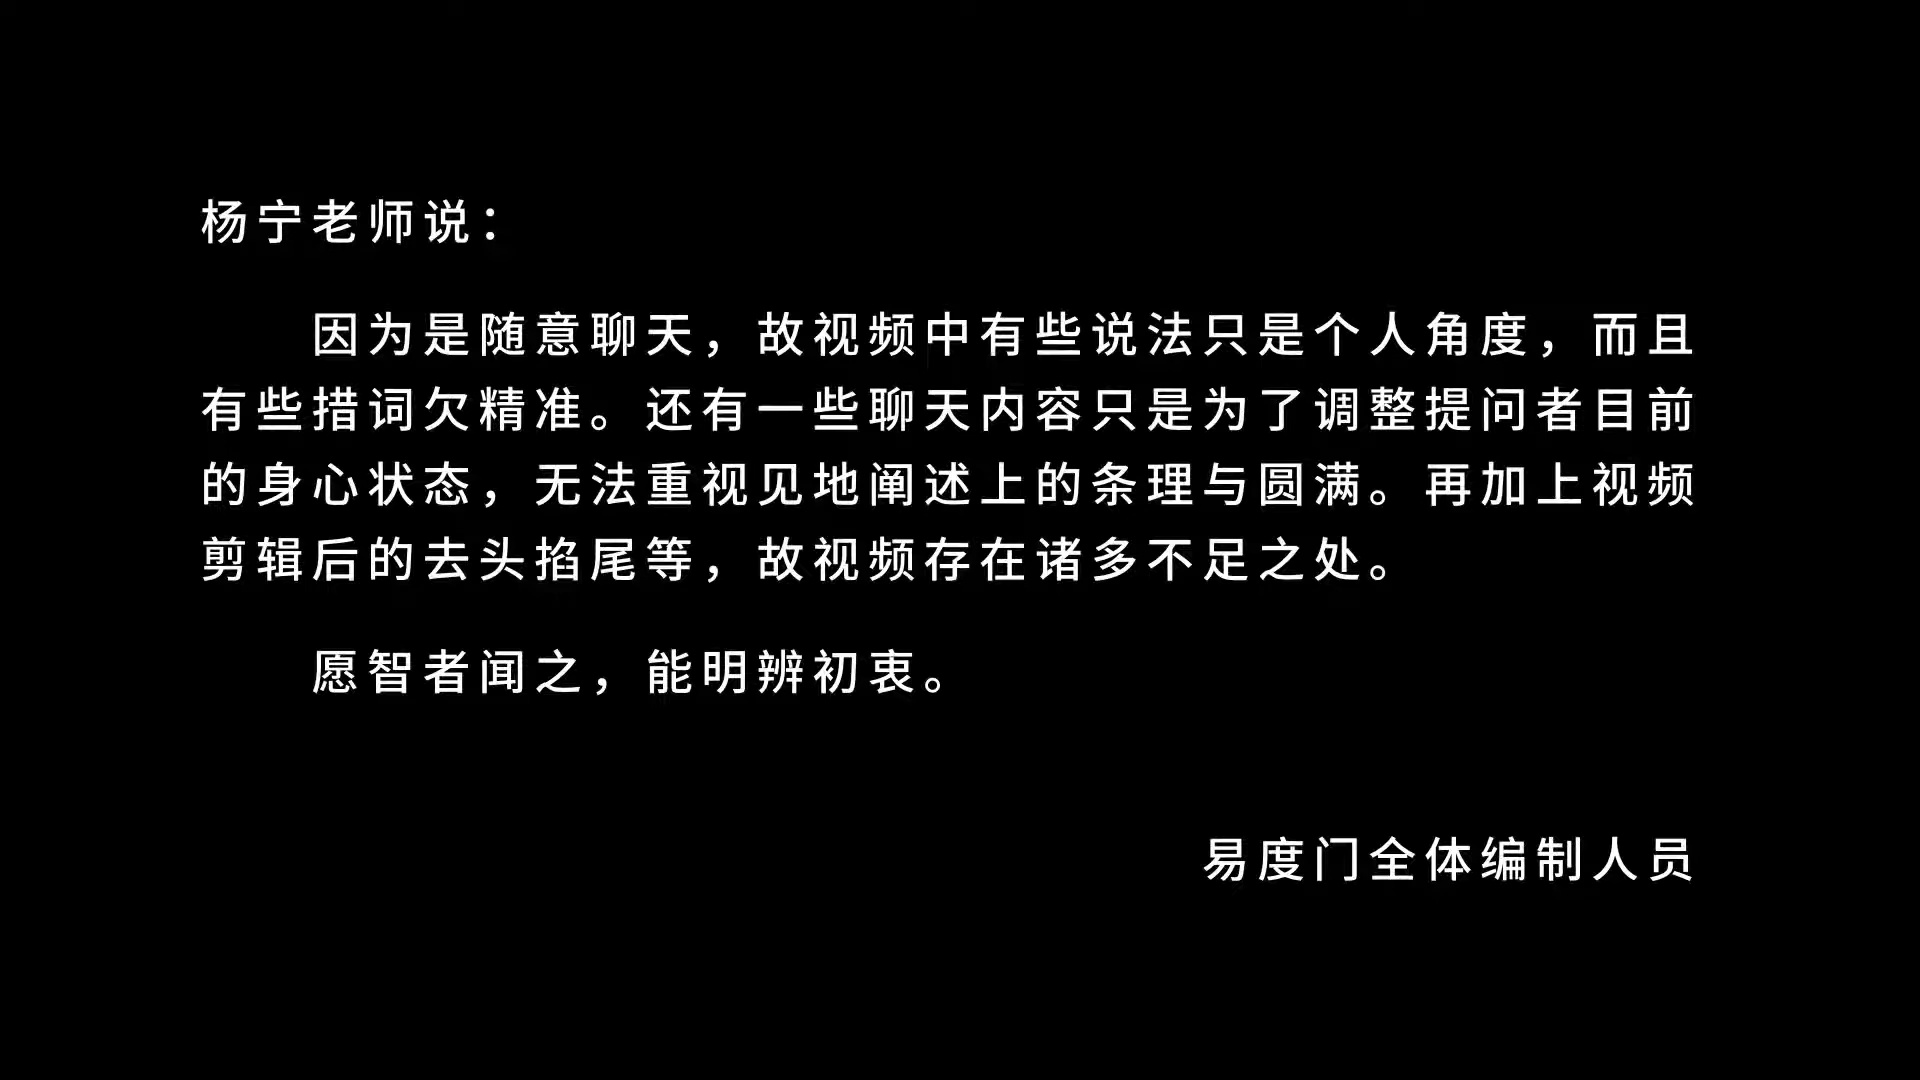 杨宁老师说：
因为是随意聊天，故视频中有些说法只是个人角度，而且
有些措词欠精准。还有一些聊天内容只是为了调整提问者目前
的身心状态，无法重视见地阐述上的条理与圆满。再加上视频
剪辑后的去头掐尾等，故视频存在诸多不足之处。
愿智者闻之，能明辨初衷。
易度门全体编制人员